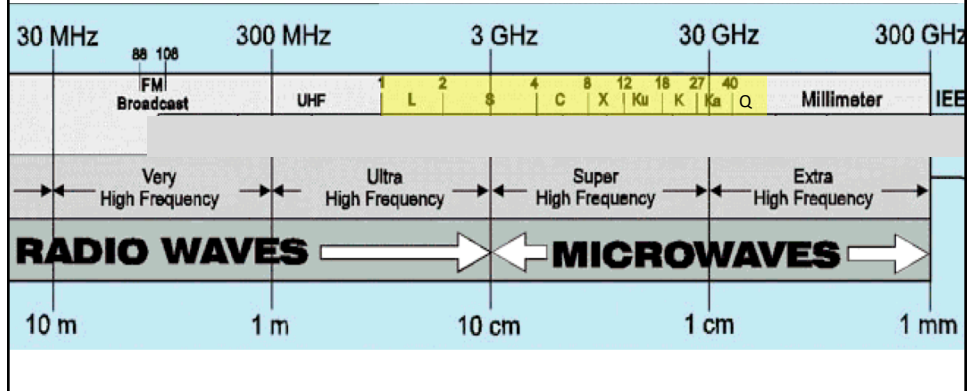 30 MHz 300 MHz 3 GHz 30 GHz 300 GHz
88 108
1 2 4 8 12 18 27 40
FM
Broadcast UHF L S C X Ku K Ka Q Millimeter IEE
Very Ultra Super Extra
High Frequency High Frequency High Frequency High Frequency
RADIO WAVES MICROWAVES
10 m 1 m 10 cm 1 cm 1 mm